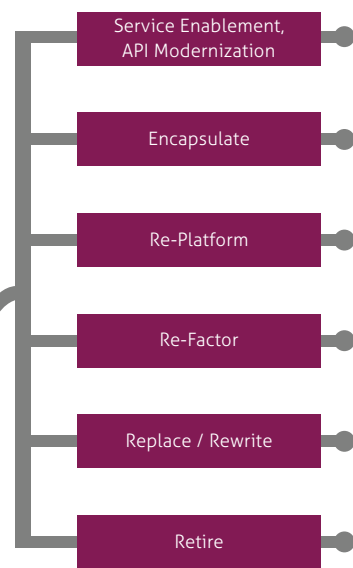 Service Enablement,
API Modernization
Encapsulate
Re-Platform
Re-Factor
Replace / Rewrite
Retire